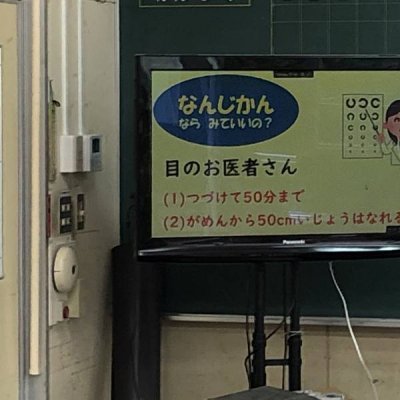 なんじかん
なら みていいの？
目のお医者さん
(1)つづけて50分まで
(2)がめんから50cmいじょうはなれる
Panasonic